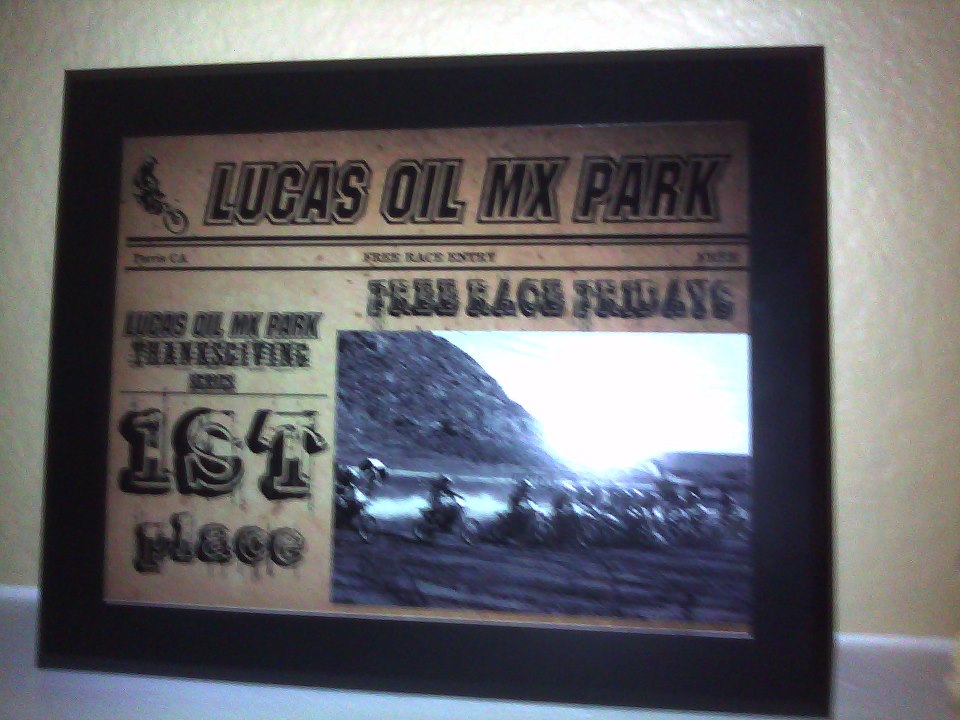 LUCAS OIL MX PARK
Perris CA FREE RACE ENTRY FREE
FREE RACE FRIDAYS
LUCAS OIL MX PARK
THANKSGIVING
SERIES
1ST
place